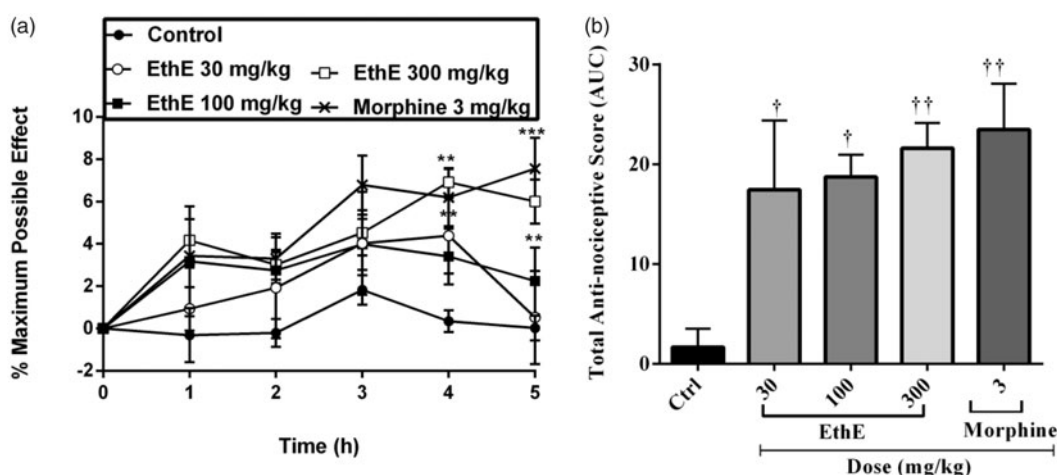 (a)
Control
EthE 30 mg/kg
EthE 300 mg/kg
EthE 100 mg/kg
Morphine 3 mg/kg
% Maximum Possible Effect
10
8
6
4
2
0
-2
**
***
**
**
0 1 2 3 4 5
Time (h)
(b)
Total Anti-nociceptive Score (AUC)
30
20
10
0
†
†
††
††
Ctrl
30
100
300
3
EthE
Morphine
Dose (mg/kg)